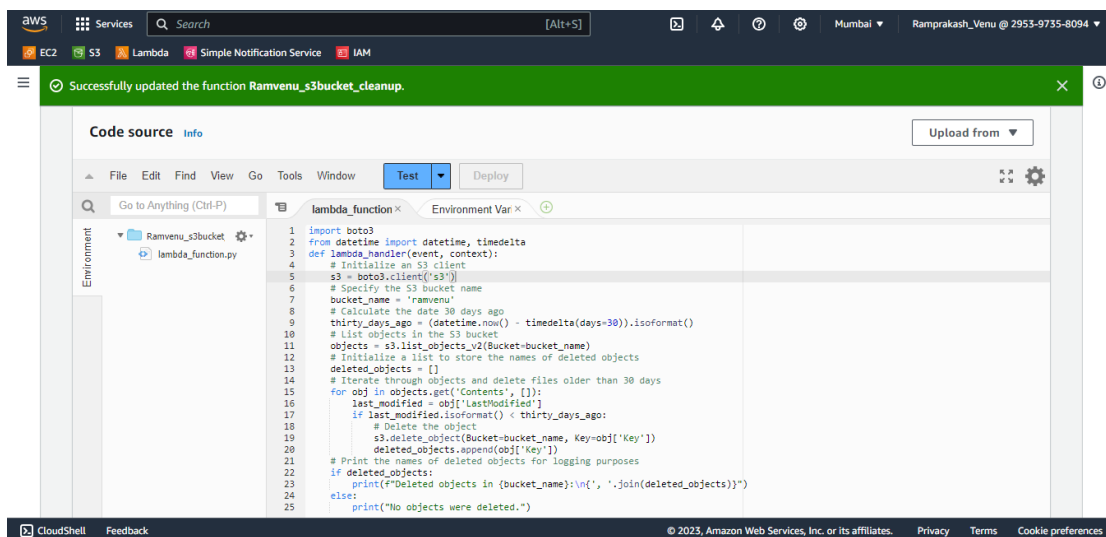 aws Services Search [Alt+S] Mumbai ▼ Ramprakash_Venu @ 2953-9735-8094 ▼
EC2 S3 Lambda Simple Notification Service IAM
Successfully updated the function Ramvenu_s3bucket_cleanup.
Code source Info Upload from ▼
File Edit Find View Go Tools Window Test Deploy
Go to Anything (Ctrl-P) lambda_function × Environment Vari ×
Environment
Ramvenu_s3bucket
lambda_function.py
1 import boto3
2 from datetime import datetime, timedelta
3 def lambda_handler(event, context):
4     # Initialize an S3 client
5     s3 = boto3.client('s3')
6     # Specify the S3 bucket name
7     bucket_name = 'ramvenu'
8     # Calculate the date 30 days ago
9     thirty_days_ago = (datetime.now() - timedelta(days=30)).isoformat()
10     # List objects in the S3 bucket
11     objects = s3.list_objects_v2(Bucket=bucket_name)
12     # Initialize a list to store the names of deleted objects
13     deleted_objects = []
14     # Iterate through objects and delete files older than 30 days
15     for obj in objects.get('Contents', []):
16         last_modified = obj['LastModified']
17         if last_modified.isoformat() < thirty_days_ago:
18             # Delete the object
19             s3.delete_object(Bucket=bucket_name, Key=obj['Key'])
20             deleted_objects.append(obj['Key'])
21     # Print the names of deleted objects for logging purposes
22     if deleted_objects:
23         print(f"Deleted objects in {bucket_name}:\n{', '.join(deleted_objects)}")
24     else:
25         print("No objects were deleted.")
CloudShell Feedback © 2023, Amazon Web Services, Inc. or its affiliates. Privacy Terms Cookie preferences